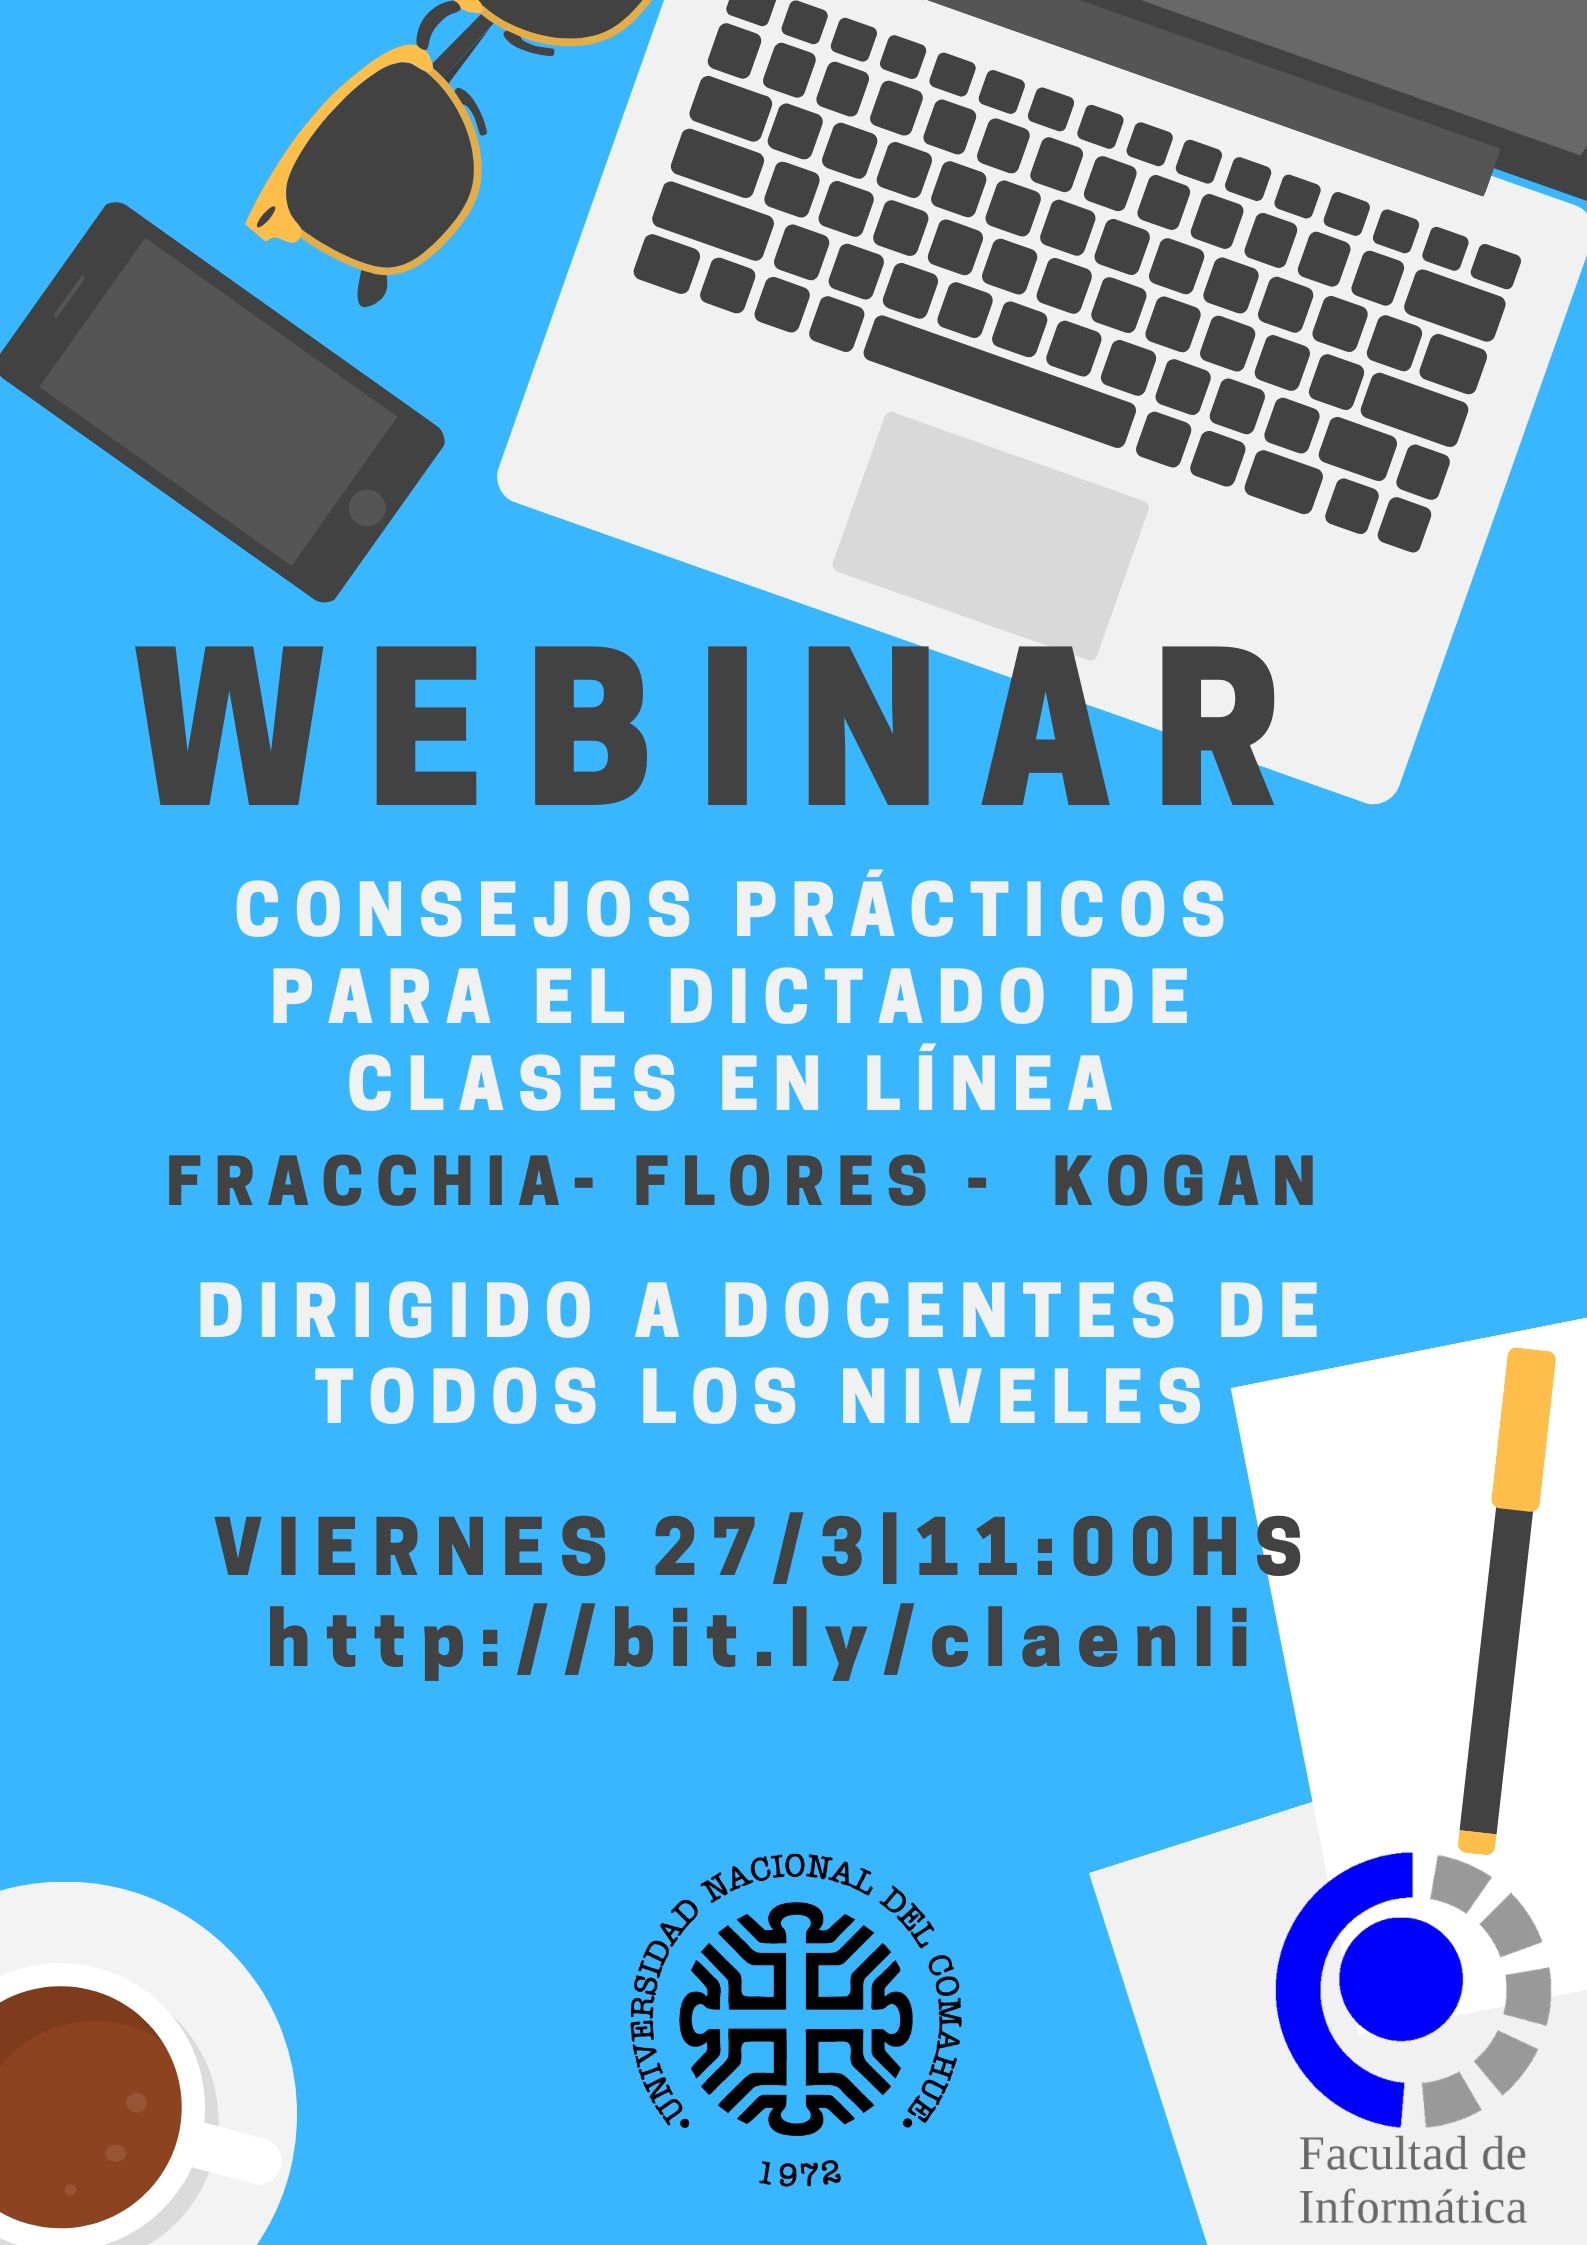 WEBINAR
CONSEJOS PRÁCTICOS
PARA EL DICTADO DE
CLASES EN LÍNEA
FRACCHIA- FLORES - KOGAN
DIRIGIDO A DOCENTES DE
TODOS LOS NIVELES
VIERNES 27/3|11:00HS
http://bit.ly/claenli
·UNIVERSIDAD NACIONAL DEL COMAHUE·
1972
Facultad de
Informática